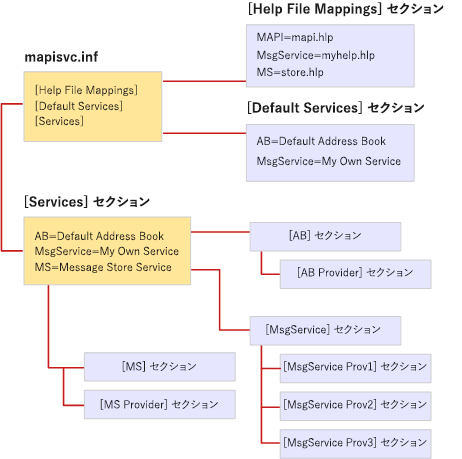 [Help File Mappings] セクション
MAPI=mapi.hlp
MsgService=myhelp.hlp
MS=store.hlp
mapisvc.inf
[Help File Mappings]
[Default Services]
[Services]
[Default Services] セクション
AB=Default Address Book
MsgService=My Own Service
[Services] セクション
AB=Default Address Book
MsgService=My Own Service
MS=Message Store Service
[AB] セクション
[AB Provider] セクション
[MsgService] セクション
[MsgService Prov1] セクション
[MsgService Prov2] セクション
[MsgService Prov3] セクション
[MS] セクション
[MS Provider] セクション